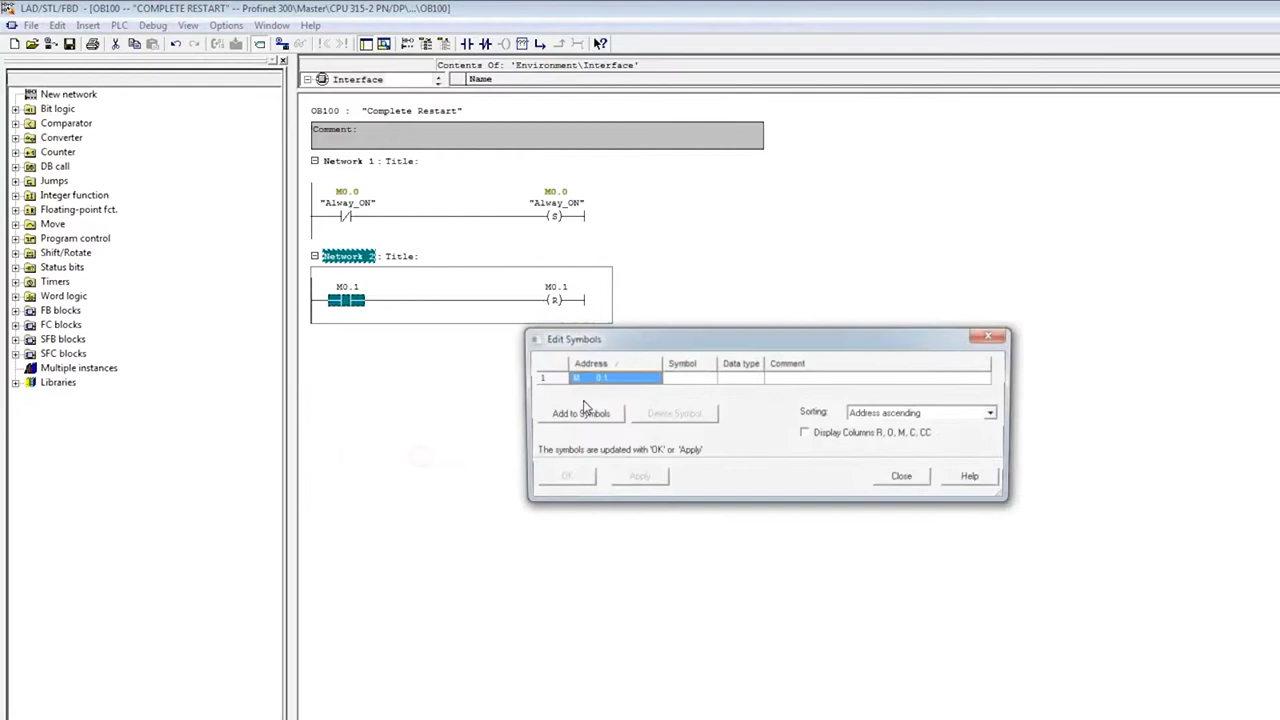 LAD/STL/FBD - [OB100 -- "COMPLETE RESTART" -- Profinet 300\Master\CPU 315-2 PN/DP\...\OB100]
File Edit Insert PLC Debug View Options Window Help
Contents Of: 'Environment\Interface'
Interface
Name
New network
Bit logic
Comparator
Converter
Counter
DB call
Jumps
Integer function
Floating-point fct.
Move
Program control
Shift/Rotate
Status bits
Timers
Word logic
FB blocks
FC blocks
SFB blocks
SFC blocks
Multiple instances
Libraries
OB100 : "Complete Restart"
Comment:
Network 1 : Title:
M0.0 M0.0
"Alway_ON" "Alway_ON"
S
Network 2 : Title:
M0.1 M0.1
R
Edit Symbols
Address Symbol Data type Comment
1 M 0.1
Add to Symbols Delete Symbol
Sorting: Address ascending
Display Columns R, O, M, C, CC
The symbols are updated with 'OK' or 'Apply'
OK Apply Close Help